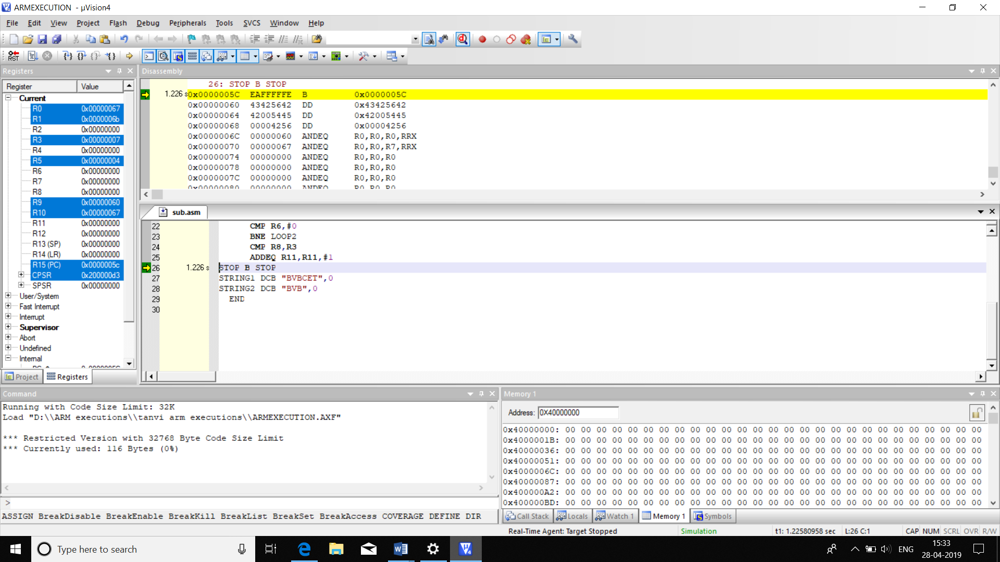 ARMEXECUTION - µVision4
File Edit View Project Flash Debug Peripherals Tools SVCS Window Help
RST
Registers
Register Value
Current
R0 0x00000067
R1 0x0000006b
R2 0x00000000
R3 0x00000007
R4 0x00000000
R5 0x00000004
R6 0x00000000
R7 0x00000000
R8 0x00000000
R9 0x00000060
R10 0x00000067
R11 0x00000000
R12 0x00000000
R13 (SP) 0x00000000
R14 (LR) 0x00000000
R15 (PC) 0x0000005c
CPSR 0x200000d3
SPSR 0x00000000
User/System
Fast Interrupt
Interrupt
Supervisor
Abort
Undefined
Internal
Project Registers
Disassembly
26: STOP B STOP
1.226 s 0x0000005C EAFFFFFE B 0x0000005C
0x00000060 43425642 DD 0x43425642
0x00000064 42005445 DD 0x42005445
0x00000068 00004256 DD 0x00004256
0x0000006C 00000060 ANDEQ R0,R0,R0,RRX
0x00000070 00000067 ANDEQ R0,R0,R7,RRX
0x00000074 00000000 ANDEQ R0,R0,R0
0x00000078 00000000 ANDEQ R0,R0,R0
0x0000007C 00000000 ANDEQ R0,R0,R0
0x00000080 00000000 ANDEQ R0,R0,R0
sub.asm
22 CMP R6,#0
23 BNE LOOP2
24 CMP R8,R3
25 ADDEQ R11,R11,#1
26 1.226 s STOP B STOP
27 STRING1 DCB "BVBCET",0
28 STRING2 DCB "BVB",0
29 END
30
Command
Running with Code Size Limit: 32K
Load "D:\\ARM executions\\tanvi arm executions\\ARMEXECUTION.AXF"
*** Restricted Version with 32768 Byte Code Size Limit
*** Currently used: 116 Bytes (0%)
>
ASSIGN BreakDisable BreakEnable BreakKill BreakList BreakSet BreakAccess COVERAGE DEFINE DIR
Memory 1
Address: 0X40000000
0x40000000: 00 00 00 00 00 00 00 00 00 00 00 00 00 00 00 00 00 00 00 00 00 00 00 00 00 00 00
0x4000001B: 00 00 00 00 00 00 00 00 00 00 00 00 00 00 00 00 00 00 00 00 00 00 00 00 00 00 00
0x40000036: 00 00 00 00 00 00 00 00 00 00 00 00 00 00 00 00 00 00 00 00 00 00 00 00 00 00 00
0x40000051: 00 00 00 00 00 00 00 00 00 00 00 00 00 00 00 00 00 00 00 00 00 00 00 00 00 00 00
0x4000006C: 00 00 00 00 00 00 00 00 00 00 00 00 00 00 00 00 00 00 00 00 00 00 00 00 00 00 00
0x40000087: 00 00 00 00 00 00 00 00 00 00 00 00 00 00 00 00 00 00 00 00 00 00 00 00 00 00 00
0x400000A2: 00 00 00 00 00 00 00 00 00 00 00 00 00 00 00 00 00 00 00 00 00 00 00 00 00 00 00
0x400000BD: 00 00 00 00 00 00 00 00 00 00 00 00 00 00 00 00 00 00 00 00 00 00 00 00 00 00 00
Call Stack Locals Watch 1 Memory 1 Symbols
Real-Time Agent: Target Stopped Simulation t1: 1.22580958 sec L:26 C:1 CAP NUM SCRL OVR R/W
Type here to search
ENG
15:33
28-04-2019